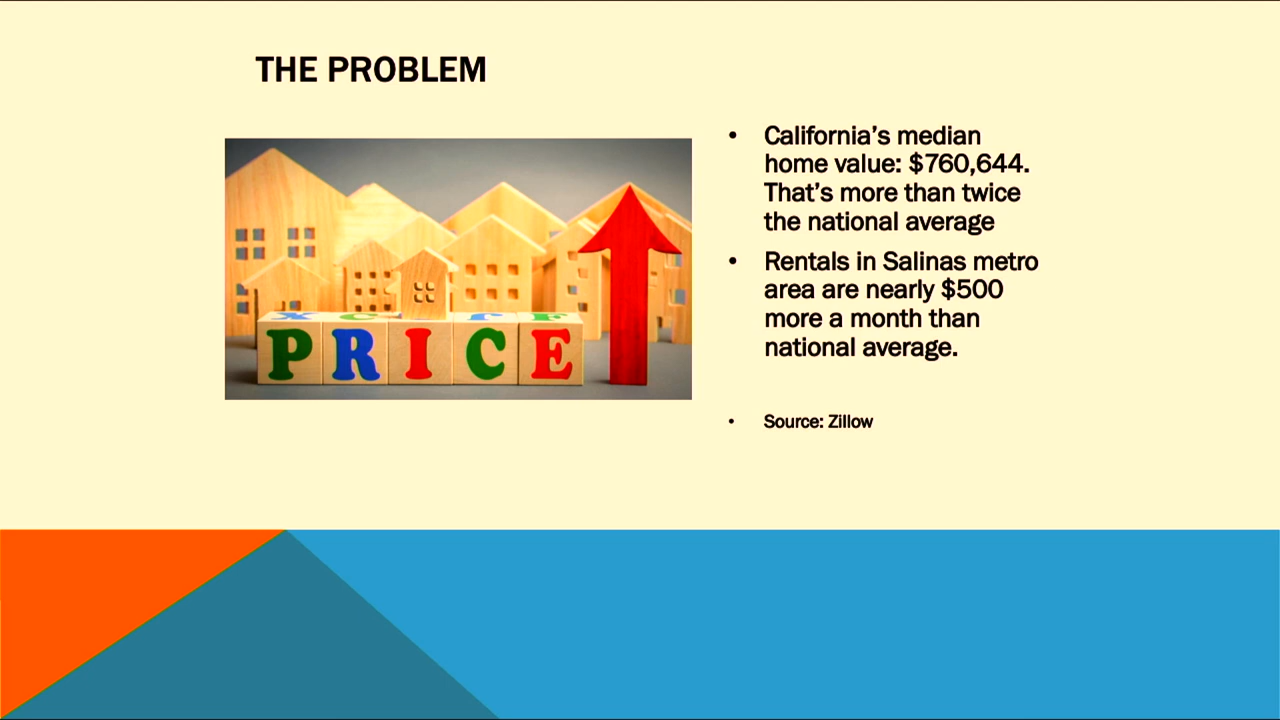 THE PROBLEM
PRICE
• California’s median
home value: $760,644.
That’s more than twice
the national average
• Rentals in Salinas metro
area are nearly $500
more a month than
national average.
• Source: Zillow